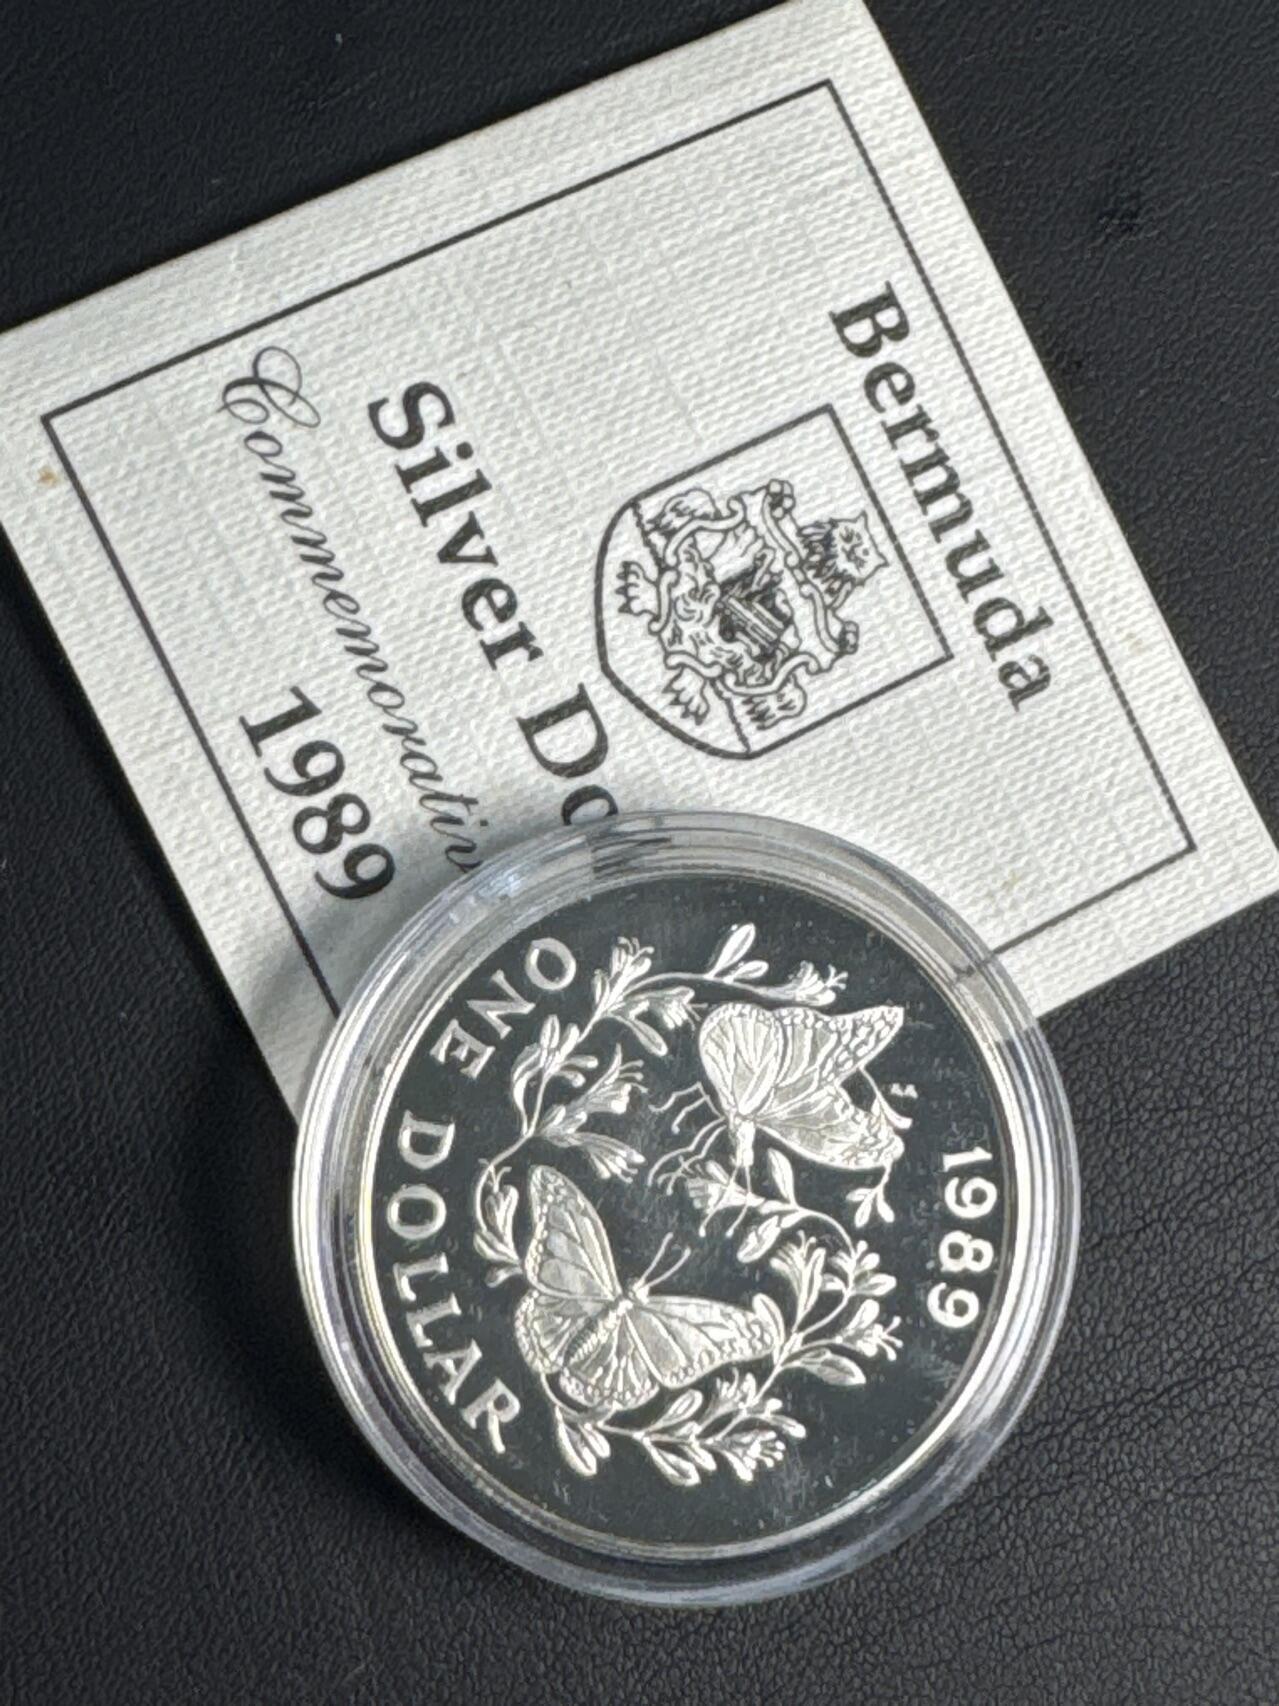 Bermuda
Silver Do
Commemorativ
1989
1989
ONE DOLLAR